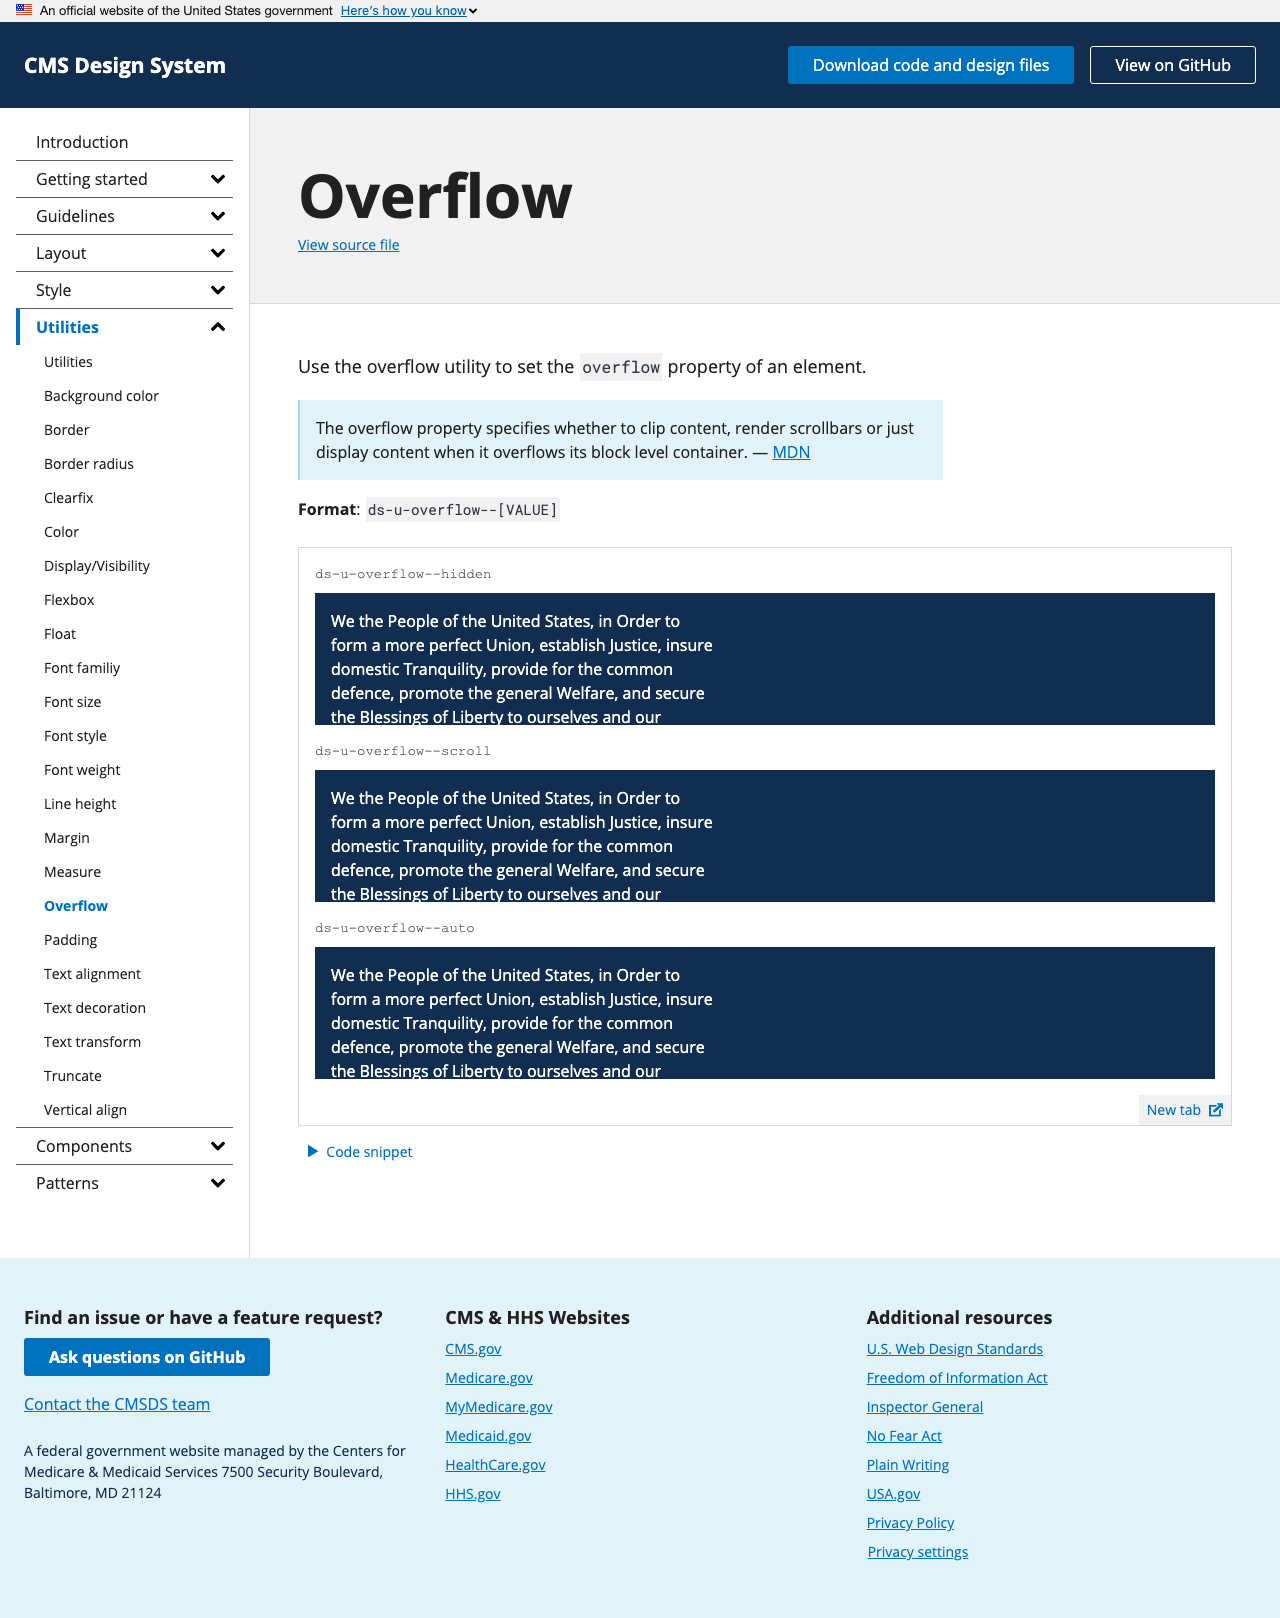 An official website of the United States government Here's how you know
CMS Design System
Download code and design files
View on GitHub
Introduction
Getting started
Guidelines
Layout
Style
Utilities
Utilities
Background color
Border
Border radius
Clearfix
Color
Display/Visibility
Flexbox
Float
Font familiy
Font size
Font style
Font weight
Line height
Margin
Measure
Overflow
Padding
Text alignment
Text decoration
Text transform
Truncate
Vertical align
Components
Patterns
Overflow
View source file
Use the overflow utility to set the overflow property of an element.
The overflow property specifies whether to clip content, render scrollbars or just
display content when it overflows its block level container. — MDN
Format: ds-u-overflow--[VALUE]
ds-u-overflow--hidden
We the People of the United States, in Order to
form a more perfect Union, establish Justice, insure
domestic Tranquility, provide for the common
defence, promote the general Welfare, and secure
the Blessings of Liberty to ourselves and our
ds-u-overflow--scroll
We the People of the United States, in Order to
form a more perfect Union, establish Justice, insure
domestic Tranquility, provide for the common
defence, promote the general Welfare, and secure
the Blessings of Liberty to ourselves and our
ds-u-overflow--auto
We the People of the United States, in Order to
form a more perfect Union, establish Justice, insure
domestic Tranquility, provide for the common
defence, promote the general Welfare, and secure
the Blessings of Liberty to ourselves and our
New tab
Code snippet
Find an issue or have a feature request?
Ask questions on GitHub
Contact the CMSDS team
A federal government website managed by the Centers for
Medicare & Medicaid Services 7500 Security Boulevard,
Baltimore, MD 21124
CMS & HHS Websites
CMS.gov
Medicare.gov
MyMedicare.gov
Medicaid.gov
HealthCare.gov
HHS.gov
Additional resources
U.S. Web Design Standards
Freedom of Information Act
Inspector General
No Fear Act
Plain Writing
USA.gov
Privacy Policy
Privacy settings